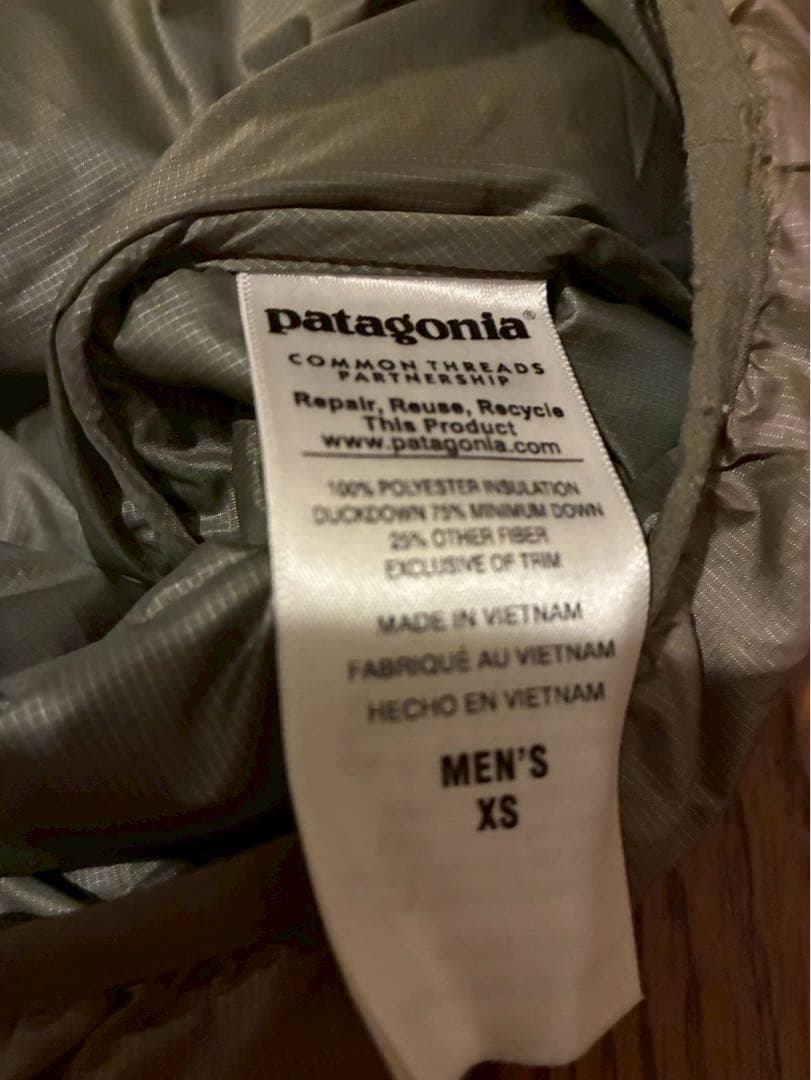 patagonia®
COMMON THREADS
PARTNERSHIP
Repair, Reuse, Recycle
This Product
www.patagonia.com
100% POLYESTER INSULATION
DUCKDOWN 75% MINIMUM DOWN
25% OTHER FIBER
EXCLUSIVE OF TRIM
MADE IN VIETNAM
FABRIQUÉ AU VIETNAM
HECHO EN VIETNAM
MEN'S
XS